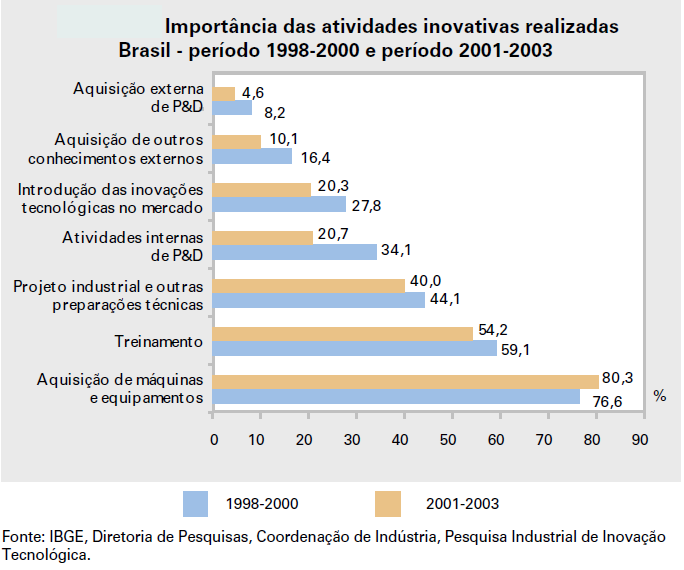 Importância das atividades inovativas realizadas
Brasil - período 1998-2000 e período 2001-2003
Aquisição externa
de P&D
4,6
8,2
Aquisição de outros
conhecimentos externos
10,1
16,4
Introdução das inovações
tecnológicas no mercado
20,3
27,8
Atividades internas
de P&D
20,7
34,1
Projeto industrial e outras
preparações técnicas
40,0
44,1
Treinamento
54,2
59,1
Aquisição de máquinas
e equipamentos
80,3
76,6
%
0 10 20 30 40 50 60 70 80 90
1998-2000 2001-2003
Fonte: IBGE, Diretoria de Pesquisas, Coordenação de Indústria, Pesquisa Industrial de Inovação
Tecnológica.